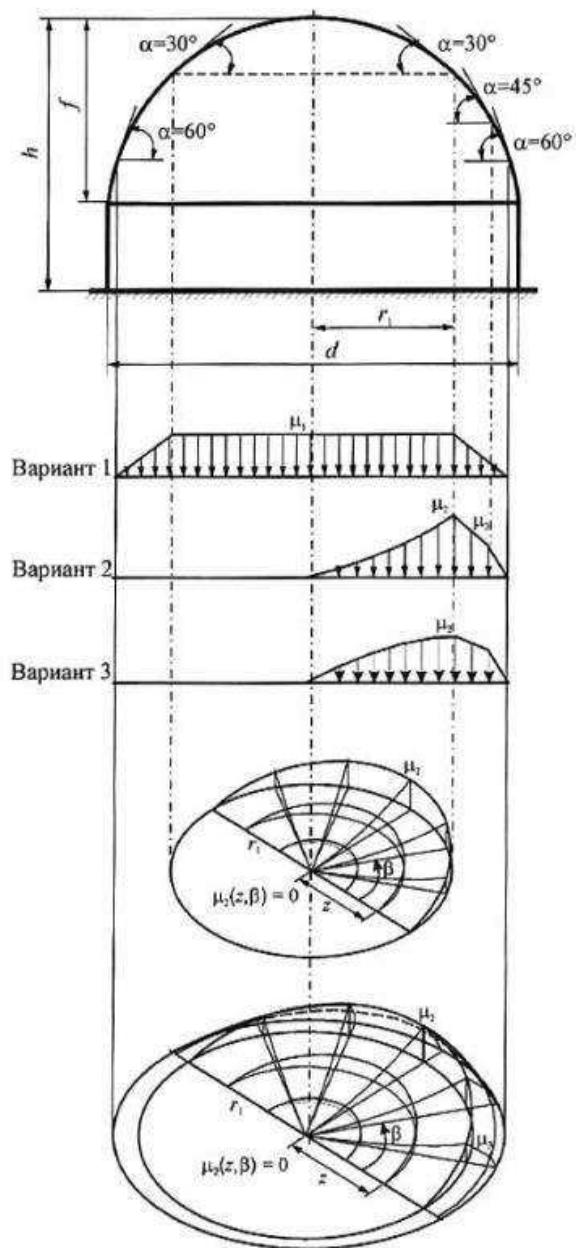 α=30° α=30°
α=45°
f
h
α=60° α=60°
r₁
d
μ₁
Вариант 1
μ₂
μ₃
Вариант 2
μ₂
Вариант 3
μ₂
r₁
β
z
μ₂(z,β) = 0
μ₂
r₁
β
μ₃
z
μ₂(z,β) = 0